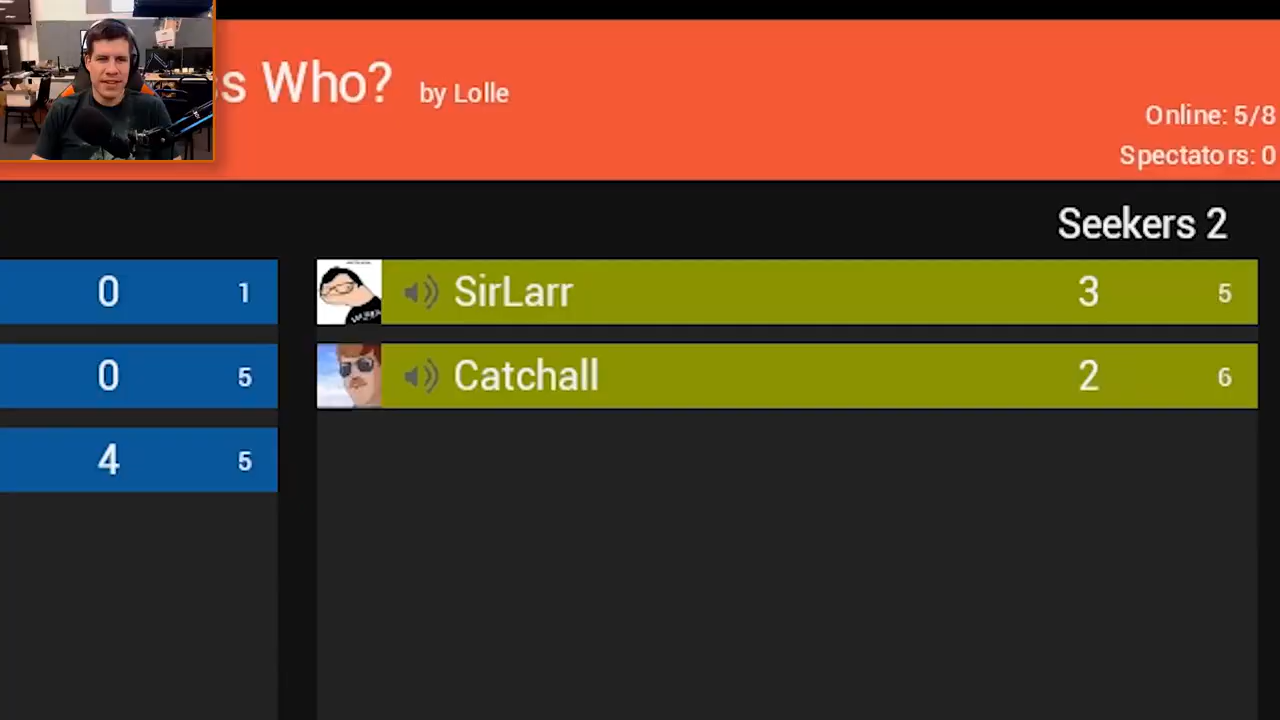 s Who? by Lolle
Online: 5/8
Spectators: 0
Seekers 2
0 1
SirLarr 3 5
0 5
Catchall 2 6
4 5